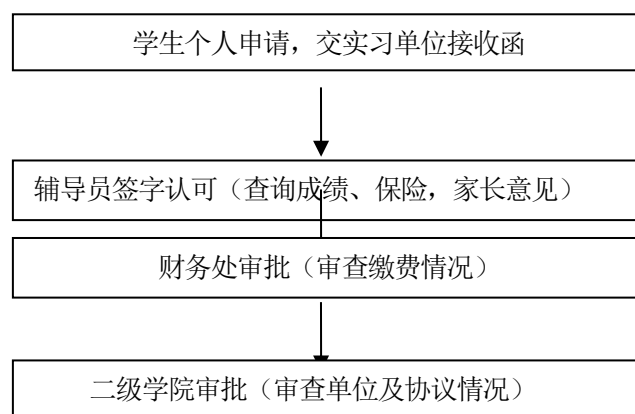 学生个人申请，交实习单位接收函
辅导员签字认可（查询成绩、保险，家长意见）
财务处审批（审查缴费情况）
二级学院审批（审查单位及协议情况）